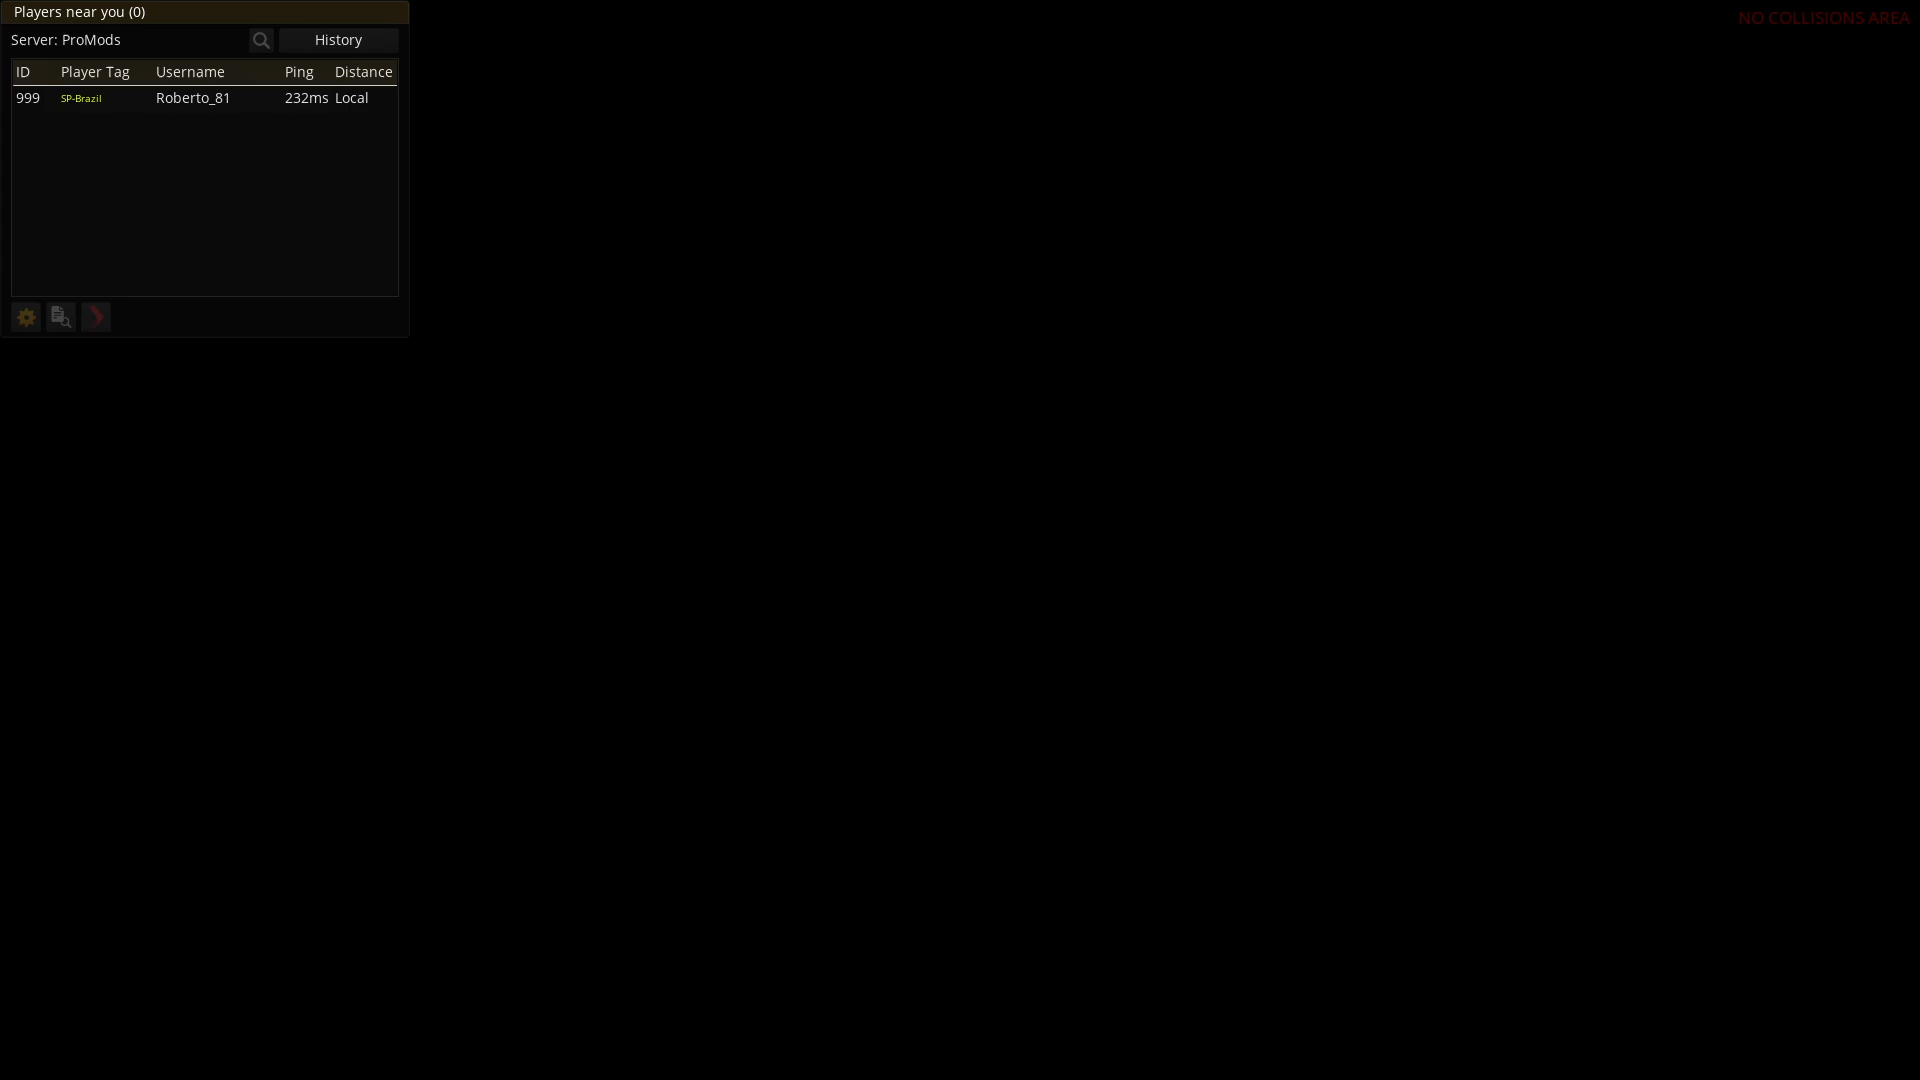 Players near you (0)
NO COLLISIONS AREA
Server: ProMods
History
ID Player Tag Username Ping Distance
999 SP-Brazil Roberto_81 232ms Local